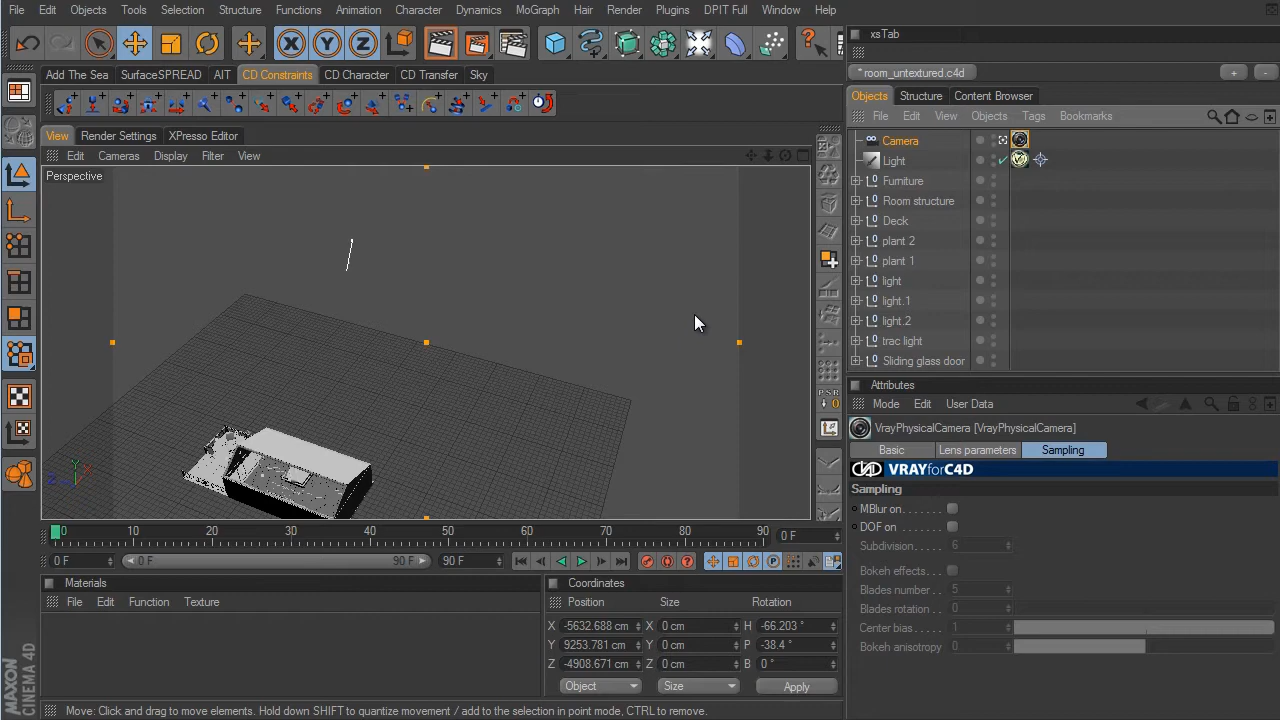 File Edit Objects Tools Selection Structure Functions Animation Character Dynamics MoGraph Hair Render Plugins DPIT Full Window Help
xsTab
* room_untextured.c4d
Add The Sea SurfaceSPREAD AIT CD Constraints CD Character CD Transfer Sky
Objects Structure Content Browser
File Edit View Objects Tags Bookmarks
View Render Settings XPresso Editor
Edit Cameras Display Filter View
Perspective
Camera
Light
Furniture
Room structure
Deck
plant 2
plant 1
light
light.1
light.2
trac light
Sliding glass door
Attributes
Mode Edit User Data
VrayPhysicalCamera [VrayPhysicalCamera]
Basic Lens parameters Sampling
VRAYforC4D
Sampling
MBlur on
DOF on
Subdivision 6
Bokeh effects
Blades number 5
Blades rotation 0
Center bias 1
Bokeh anisotropy 0
Y X Z
PSR
0
0 10 20 30 40 50 60 70 80 90 0 F
0 F 0 F 90 F 90 F
Materials
File Edit Function Texture
Coordinates
Position Size Rotation
X -5632.688 cm X 0 cm H -66.203 °
Y 9253.781 cm Y 0 cm P -38.4 °
Z -4908.671 cm Z 0 cm B 0 °
Object Size Apply
MAXON CINEMA 4D
Move: Click and drag to move elements. Hold down SHIFT to quantize movement / add to the selection in point mode, CTRL to remove.